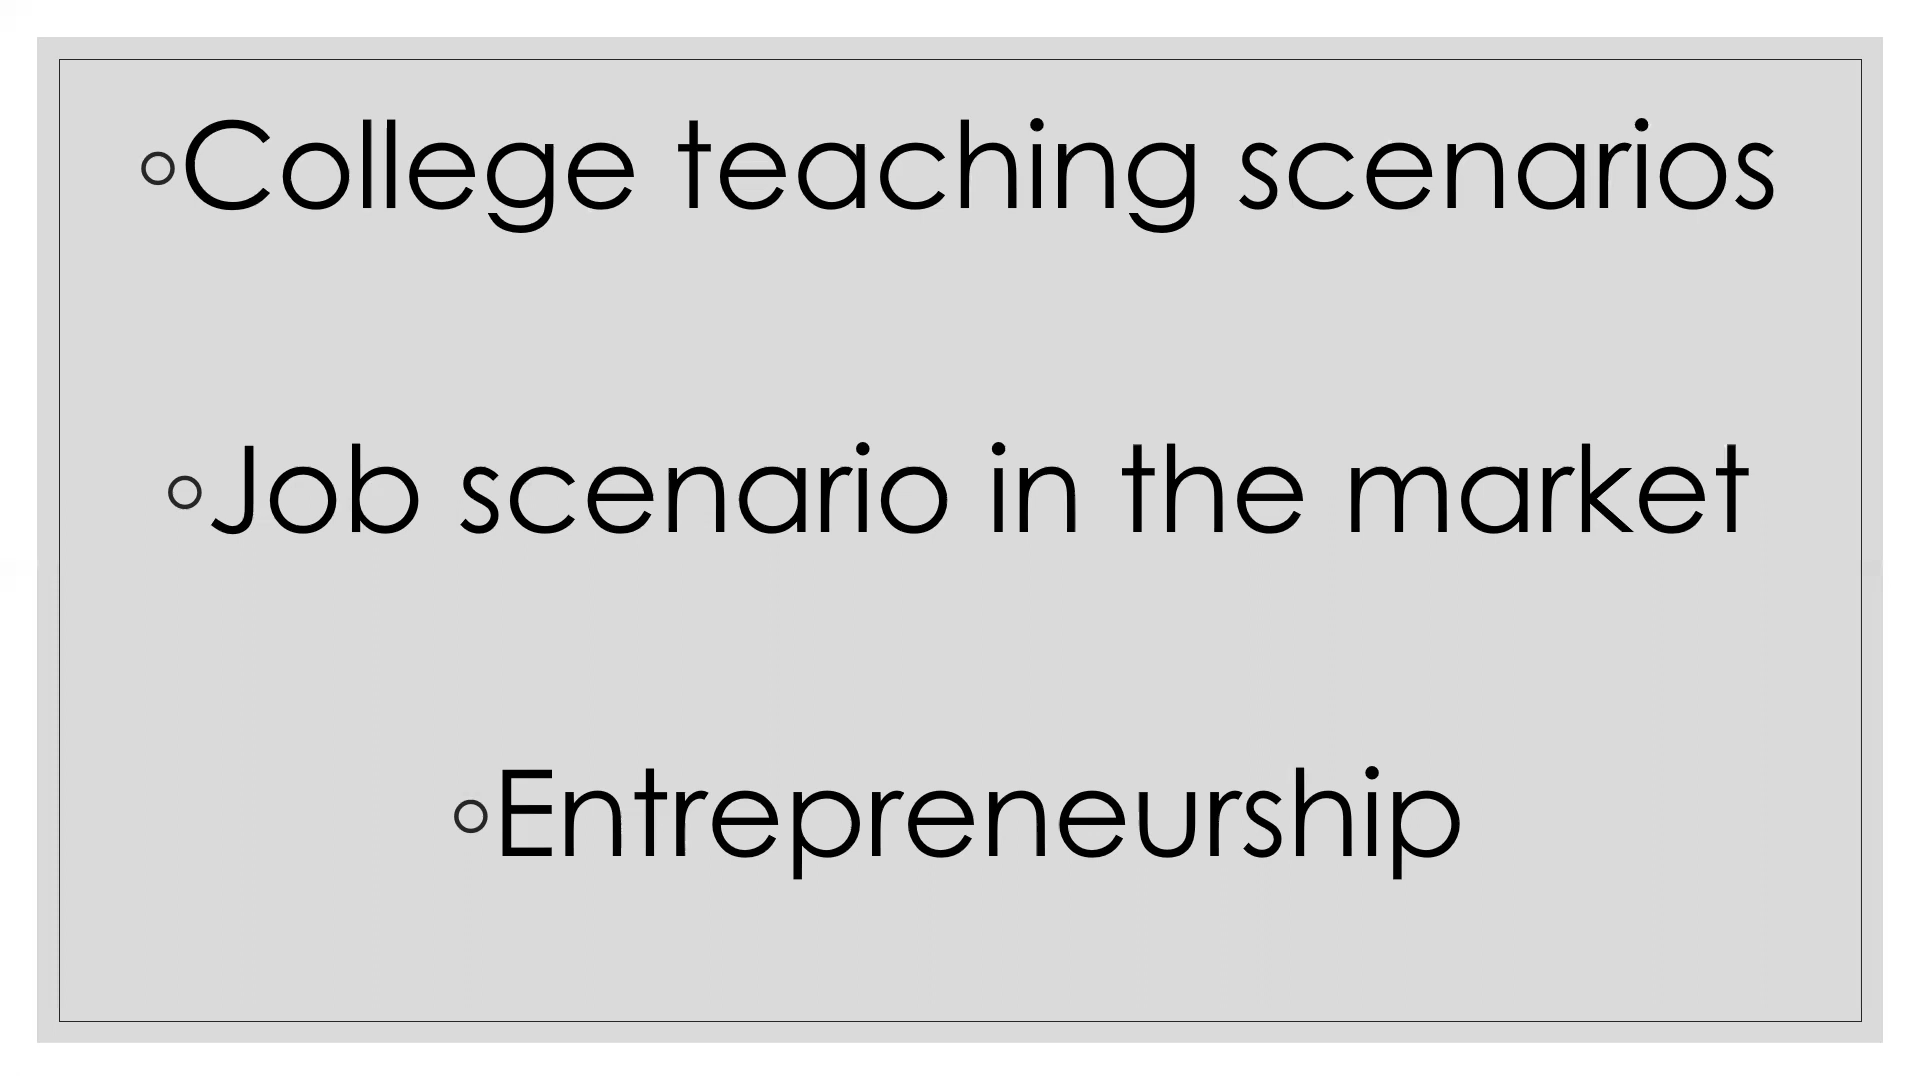 ◦College teaching scenarios
◦Job scenario in the market
◦Entrepreneurship